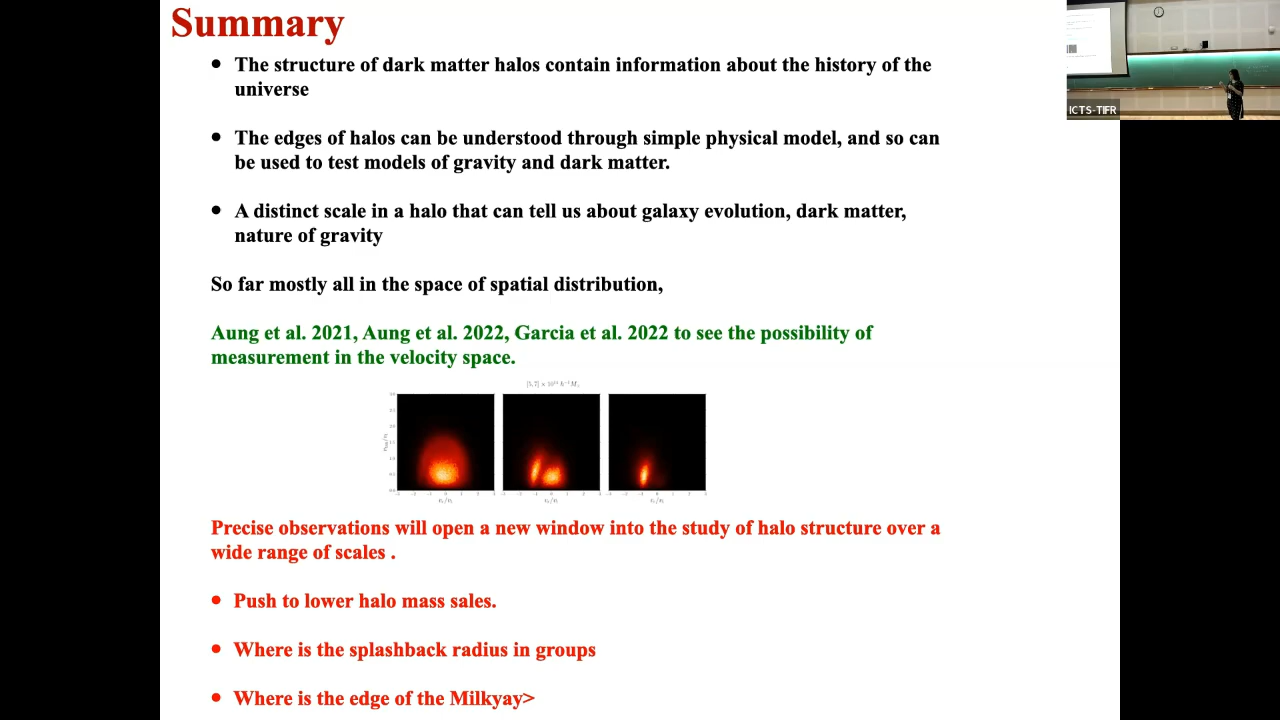 Summary
ICTS-TIFR
• The structure of dark matter halos contain information about the history of the
universe
• The edges of halos can be understood through simple physical model, and so can
be used to test models of gravity and dark matter.
• A distinct scale in a halo that can tell us about galaxy evolution, dark matter,
nature of gravity
So far mostly all in the space of spatial distribution,
Aung et al. 2021, Aung et al. 2022, Garcia et al. 2022 to see the possibility of
measurement in the velocity space.
Precise observations will open a new window into the study of halo structure over a
wide range of scales .
• Push to lower halo mass sales.
• Where is the splashback radius in groups
• Where is the edge of the Milkyay>